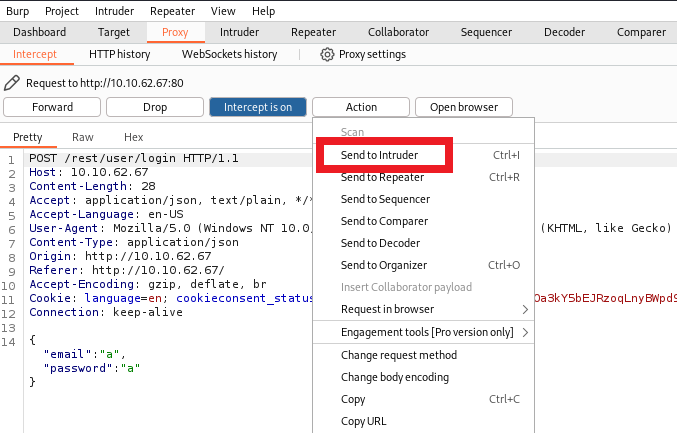 Burp Project Intruder Repeater View Help
Dashboard Target Proxy Intruder Repeater Collaborator Sequencer Decoder Comparer
Intercept HTTP history WebSockets history Proxy settings
Request to http://10.10.62.67:80
Forward Drop Intercept is on Action Open browser
Pretty Raw Hex
Scan
Send to Intruder Ctrl+I
Send to Repeater Ctrl+R
Send to Sequencer
Send to Comparer
Send to Decoder
Send to Organizer Ctrl+O
Insert Collaborator payload
Request in browser
Engagement tools [Pro version only]
Change request method
Change body encoding
Copy Ctrl+C
Copy URL
1 POST /rest/user/login HTTP/1.1
2 Host: 10.10.62.67
3 Content-Length: 28
4 Accept: application/json, text/plain, */*
5 Accept-Language: en-US
6 User-Agent: Mozilla/5.0 (Windows NT 10.0; (KHTML, like Gecko)
7 Content-Type: application/json
8 Origin: http://10.10.62.67
9 Referer: http://10.10.62.67/
10 Accept-Encoding: gzip, deflate, br
11 Cookie: language=en; cookieconsent_status
12 Connection: keep-alive
13
14 {
"email":"a",
"password":"a"
}